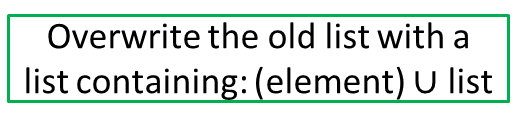 Overwrite the old list with a
list containing: (element) ∪ list